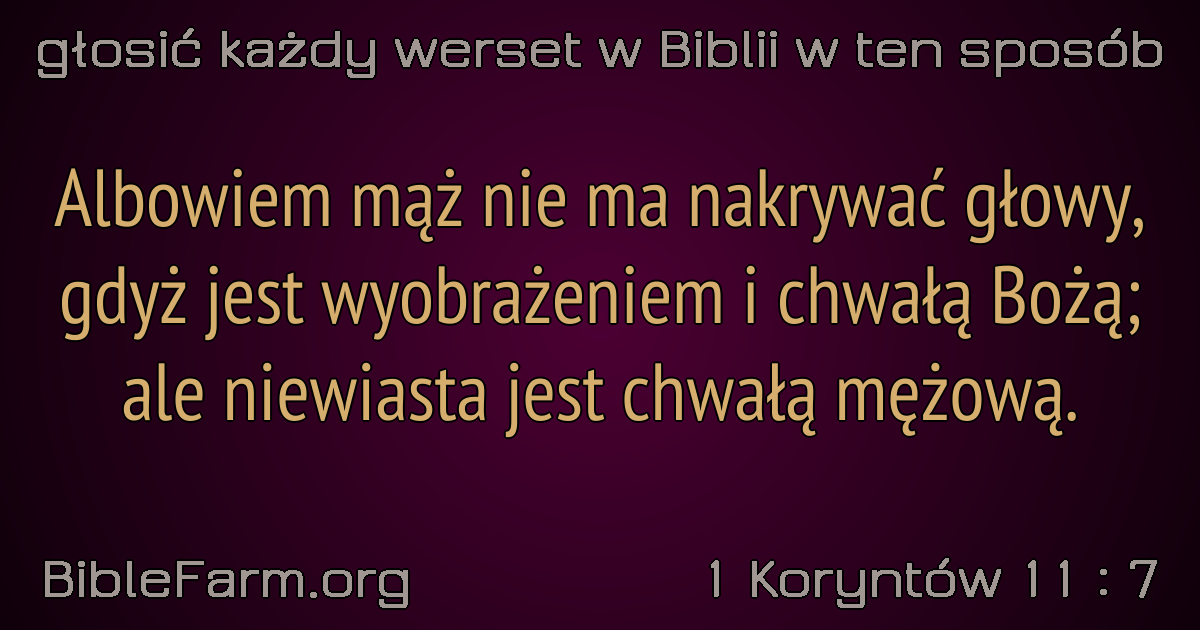 głosić każdy werset w Biblii w ten sposób
Albowiem mąż nie ma nakrywać głowy,
gdyż jest wyobrażeniem i chwałą Bożą;
ale niewiasta jest chwałą mężową.
BibleFarm.org
1 Koryntów 11 : 7